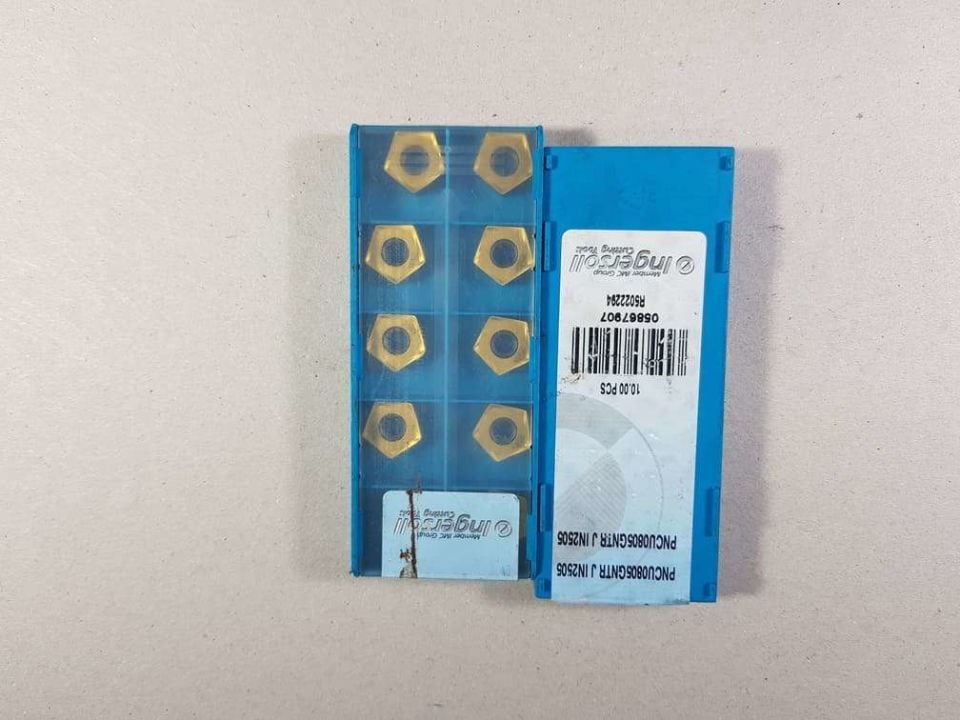 Member IMC Group
Ingersoll
Cutting Tools
R5022294
05867907
10.00 PCS
PNCU0805GNTR J IN2505
PNCU0805GNTR J IN2505
Member IMC Group
Ingersoll
Cutting Tools